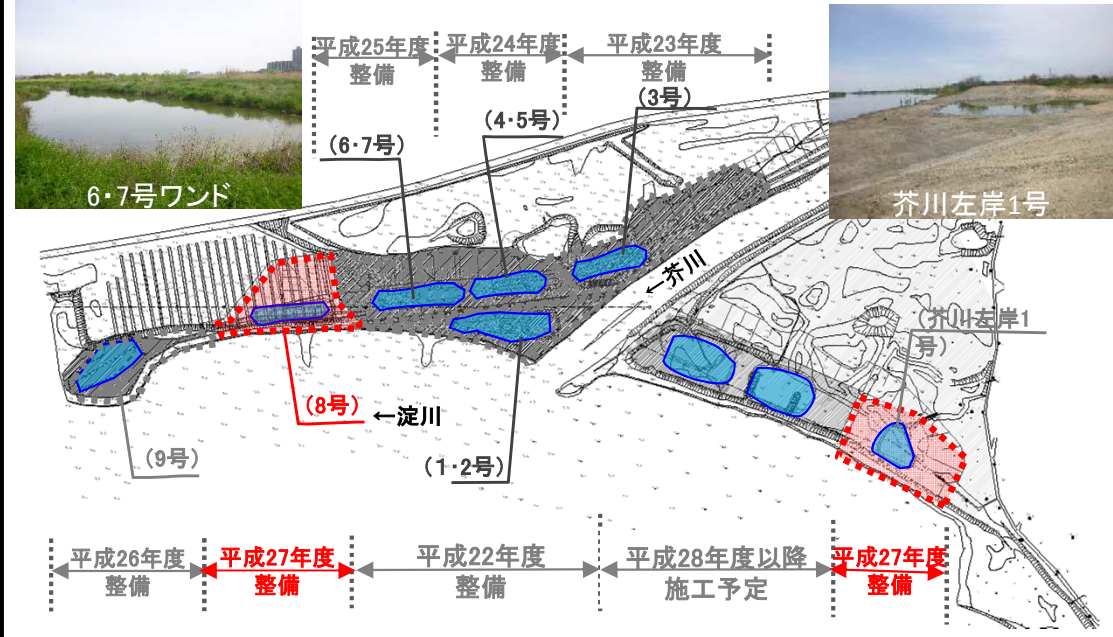 平成25年度
整備
平成24年度
整備
平成23年度
整備
(3号)
(4・5号)
(6・7号)
6・7号ワンド
芥川左岸1号
←芥川
(芥川左岸1
号)
(8号)
←淀川
(9号)
(1・2号)
平成26年度
整備
平成27年度
整備
平成22年度
整備
平成28年度以降
施工予定
平成27年度
整備